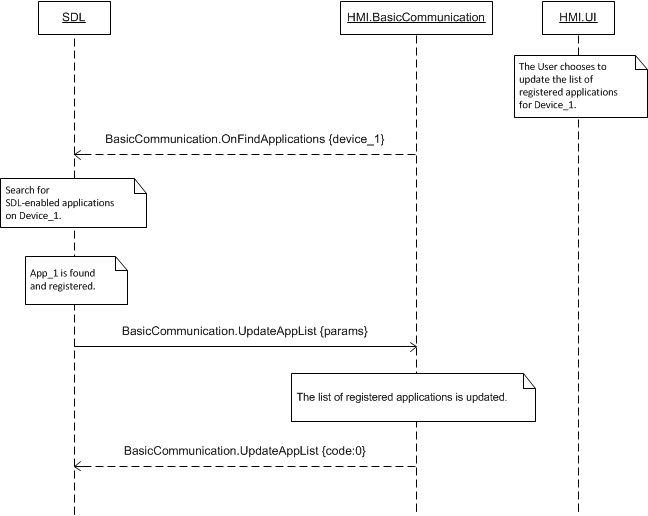 SDL
HMI.BasicCommunication
HMI.UI
The User chooses to
update the list of
registered applications
for Device_1.
BasicCommunication.OnFindApplications {device_1}
Search for
SDL-enabled applications
on Device_1.
App_1 is found
and registered.
BasicCommunication.UpdateAppList {params}
The list of registered applications is updated.
BasicCommunication.UpdateAppList {code:0}